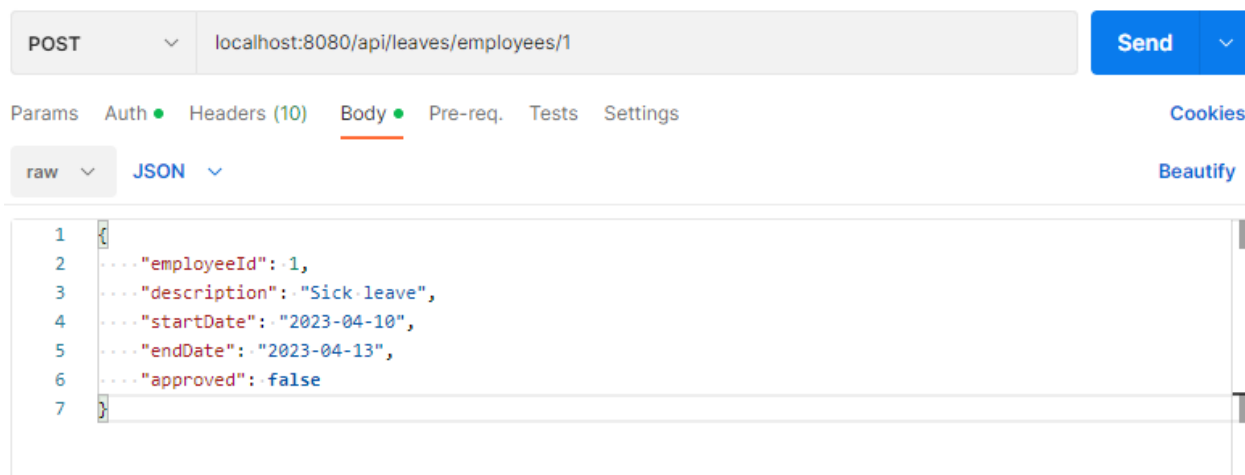 POST localhost:8080/api/leaves/employees/1 Send
Params Auth Headers (10) Body Pre-req. Tests Settings Cookies
raw JSON Beautify
1 {
2 "employeeId": 1,
3 "description": "Sick leave",
4 "startDate": "2023-04-10",
5 "endDate": "2023-04-13",
6 "approved": false
7 }